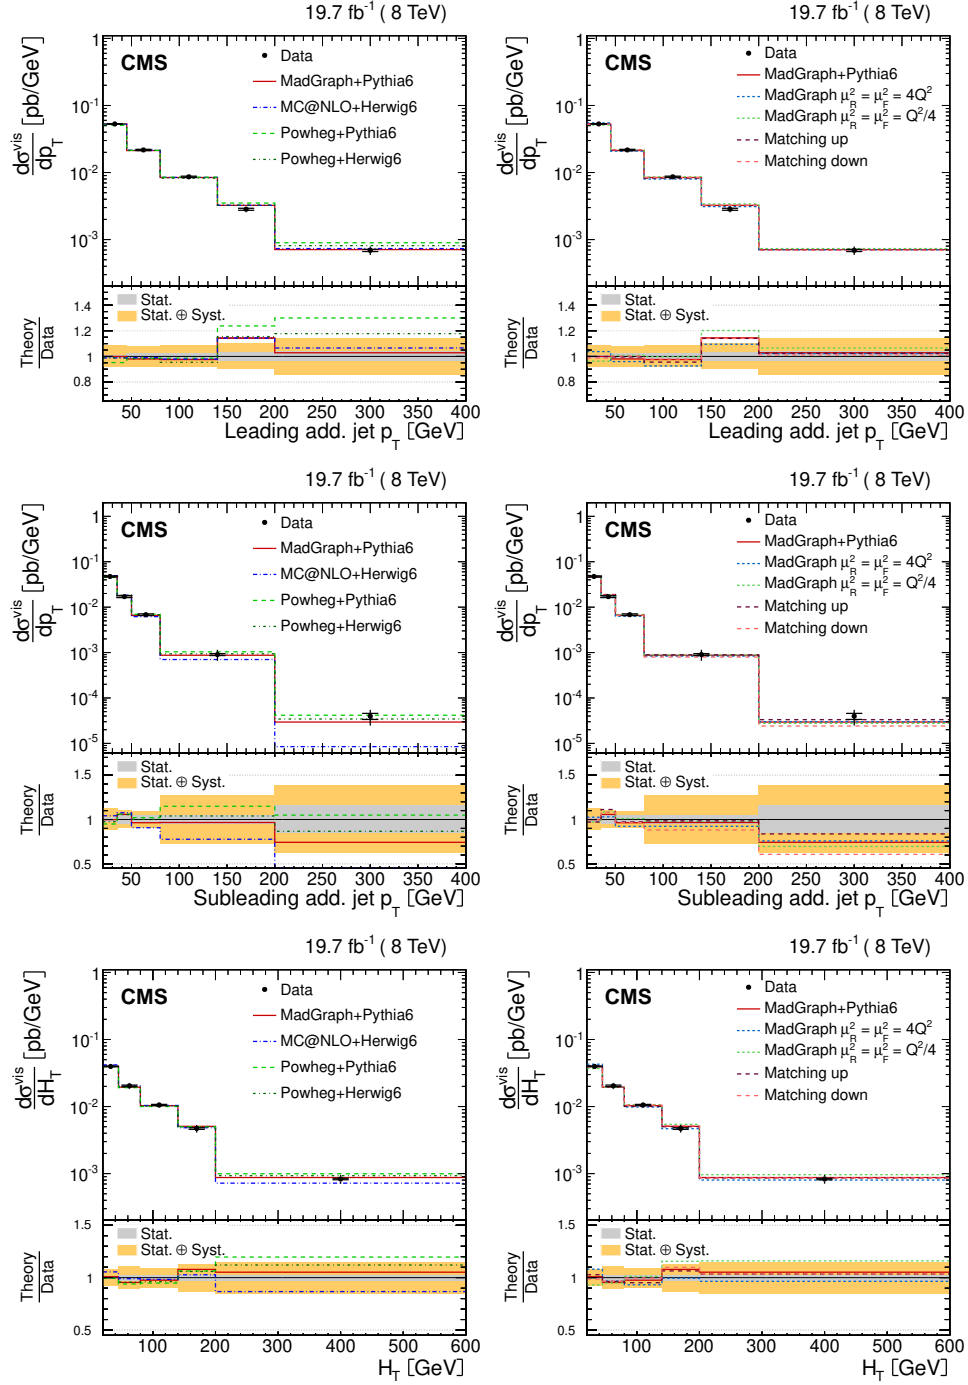 19.7 fb⁻¹ ( 8 TeV)
CMS
Data
MadGraph+Pythia6
MC@NLO+Herwig6
Powheg+Pythia6
Powheg+Herwig6
dσ^vis/dp_T [pb/GeV]
1
10⁻¹
10⁻²
10⁻³
Stat.
Stat. ⊕ Syst.
Theory/Data
1.4
1.2
1
0.8
50 100 150 200 250 300 350 400
Leading add. jet p_T [GeV]
19.7 fb⁻¹ ( 8 TeV)
CMS
Data
MadGraph+Pythia6
MadGraph μ_R² = μ_F² = 4Q²
MadGraph μ_R² = μ_F² = Q²/4
Matching up
Matching down
dσ^vis/dp_T [pb/GeV]
1
10⁻¹
10⁻²
10⁻³
Stat.
Stat. ⊕ Syst.
Theory/Data
1.4
1.2
1
0.8
50 100 150 200 250 300 350 400
Leading add. jet p_T [GeV]
19.7 fb⁻¹ ( 8 TeV)
CMS
Data
MadGraph+Pythia6
MC@NLO+Herwig6
Powheg+Pythia6
Powheg+Herwig6
dσ^vis/dp_T [pb/GeV]
1
10⁻¹
10⁻²
10⁻³
10⁻⁴
10⁻⁵
Stat.
Stat. ⊕ Syst.
Theory/Data
1.5
1
0.5
50 100 150 200 250 300 350 400
Subleading add. jet p_T [GeV]
19.7 fb⁻¹ ( 8 TeV)
CMS
Data
MadGraph+Pythia6
MadGraph μ_R² = μ_F² = 4Q²
MadGraph μ_R² = μ_F² = Q²/4
Matching up
Matching down
dσ^vis/dp_T [pb/GeV]
1
10⁻¹
10⁻²
10⁻³
10⁻⁴
10⁻⁵
Stat.
Stat. ⊕ Syst.
Theory/Data
1.5
1
0.5
50 100 150 200 250 300 350 400
Subleading add. jet p_T [GeV]
19.7 fb⁻¹ ( 8 TeV)
CMS
Data
MadGraph+Pythia6
MC@NLO+Herwig6
Powheg+Pythia6
Powheg+Herwig6
dσ^vis/dH_T [pb/GeV]
1
10⁻¹
10⁻²
10⁻³
Stat.
Stat. ⊕ Syst.
Theory/Data
1.5
1
0.5
100 200 300 400 500 600
H_T [GeV]
19.7 fb⁻¹ ( 8 TeV)
CMS
Data
MadGraph+Pythia6
MadGraph μ_R² = μ_F² = 4Q²
MadGraph μ_R² = μ_F² = Q²/4
Matching up
Matching down
dσ^vis/dH_T [pb/GeV]
1
10⁻¹
10⁻²
10⁻³
Stat.
Stat. ⊕ Syst.
Theory/Data
1.5
1
0.5
100 200 300 400 500 600
H_T [GeV]